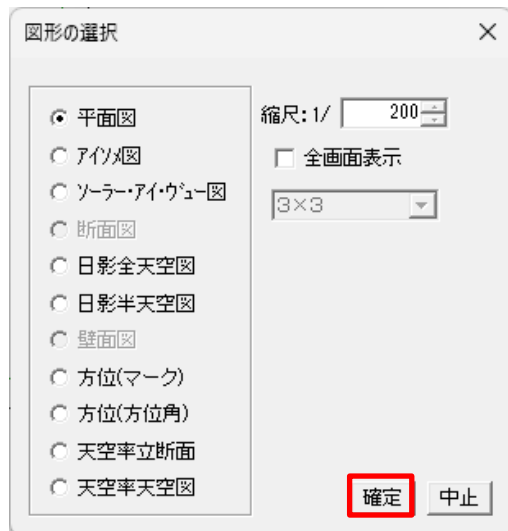 図形の選択
平面図
アイソメ図
ソーラー・アイ・ヴュー図
断面図
日影全天空図
日影半天空図
壁面図
方位(マーク)
方位(方位角)
天空率立断面
天空率天空図
縮尺:1/ 200
全画面表示
3×3
確定 中止